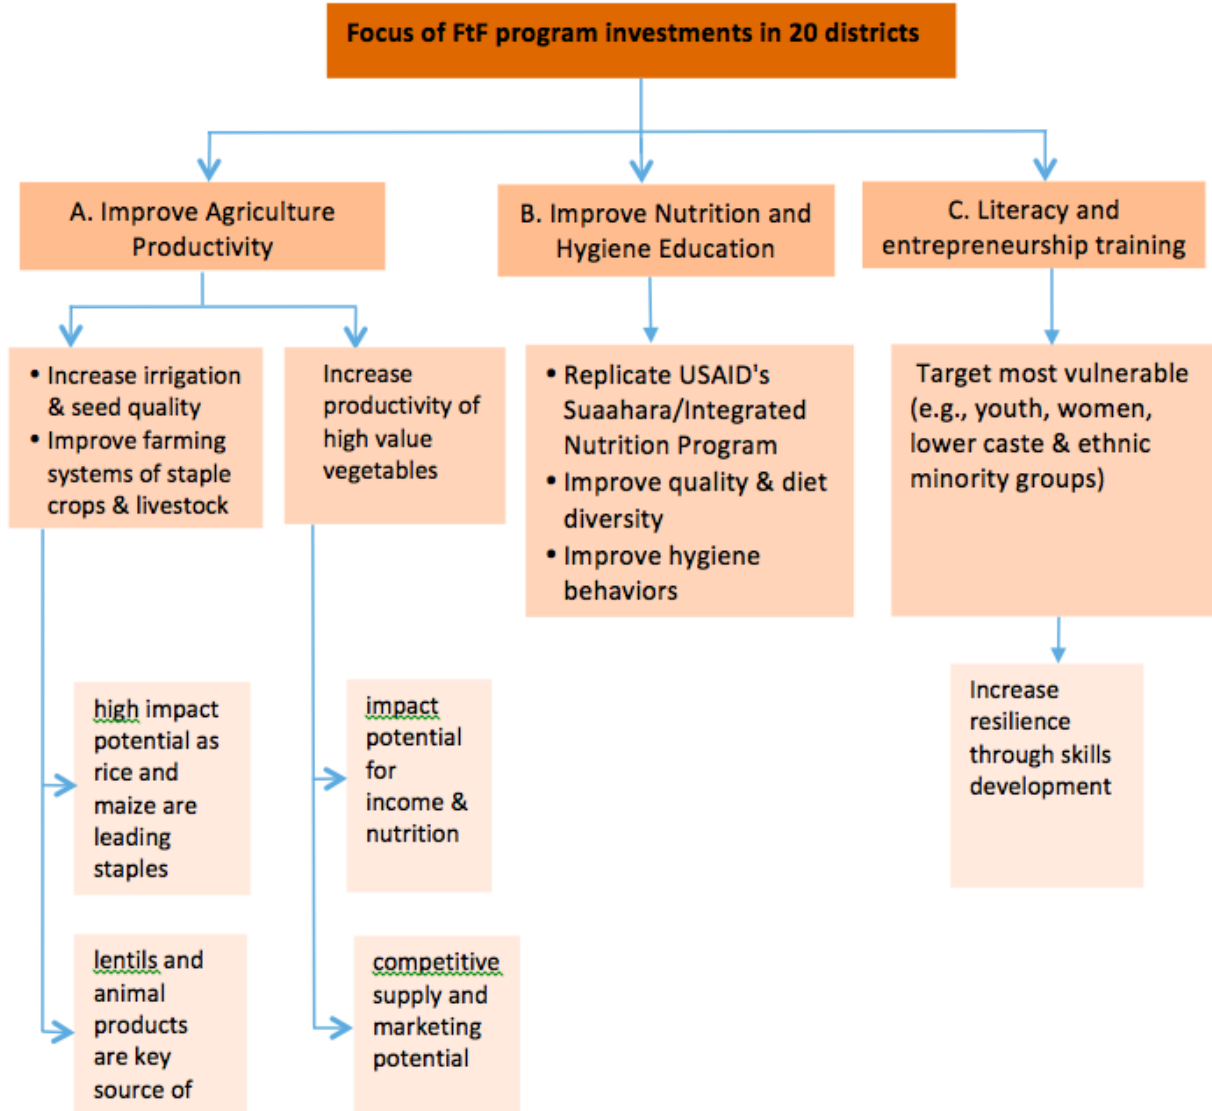 Focus of FtF program investments in 20 districts
A. Improve Agriculture
Productivity
B. Improve Nutrition and
Hygiene Education
C. Literacy and
entrepreneurship training
• Increase irrigation
& seed quality
• Improve farming
systems of staple
crops & livestock
Increase
productivity of
high value
vegetables
• Replicate USAID's
Suaahara/Integrated
Nutrition Program
• Improve quality & diet
diversity
• Improve hygiene
behaviors
Target most vulnerable
(e.g., youth, women,
lower caste & ethnic
minority groups)
high impact
potential as
rice and
maize are
leading
staples
impact
potential
for
income &
nutrition
Increase
resilience
through skills
development
lentils and
animal
products
are key
source of
competitive
supply and
marketing
potential